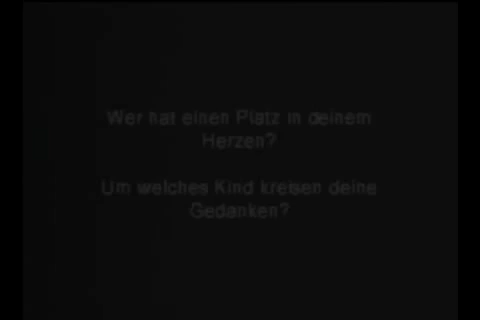 Wer hat einen Platz in deinem
Herzen?
Um welches Kind kreisen deine
Gedanken?